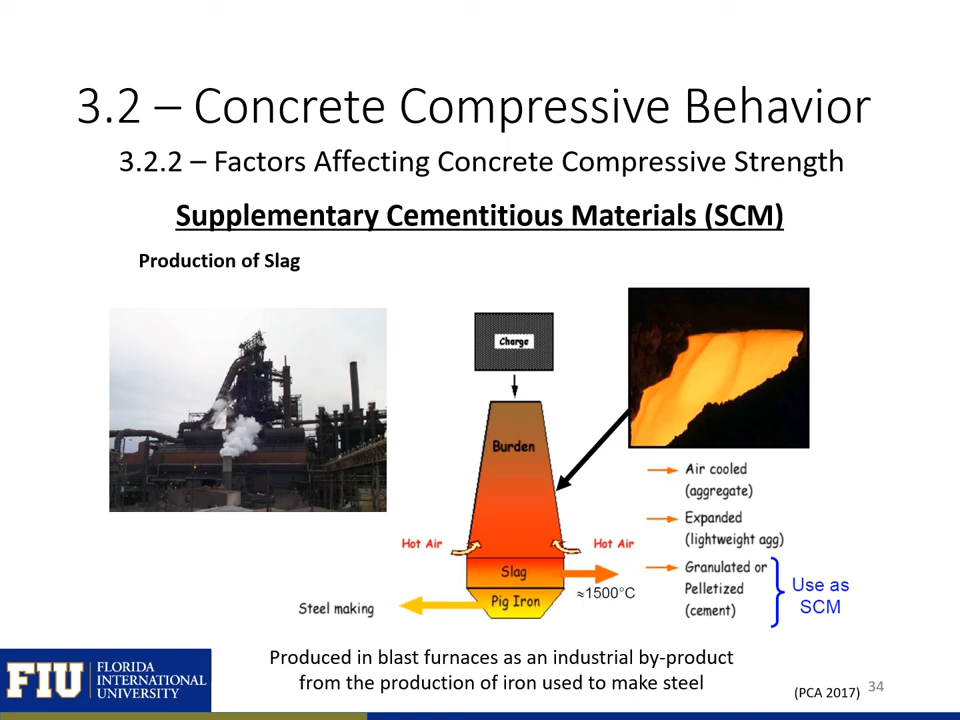 3.2 – Concrete Compressive Behavior
3.2.2 – Factors Affecting Concrete Compressive Strength
Supplementary Cementitious Materials (SCM)
Production of Slag
Charge
Burden
Hot Air
Hot Air
Slag
≈1500°C
Pig Iron
Steel making
Air cooled
(aggregate)
Expanded
(lightweight agg)
Granulated or
Pelletized
(cement)
Use as
SCM
Produced in blast furnaces as an industrial by-product
from the production of iron used to make steel
(PCA 2017)
34
FIU
FLORIDA
INTERNATIONAL
UNIVERSITY